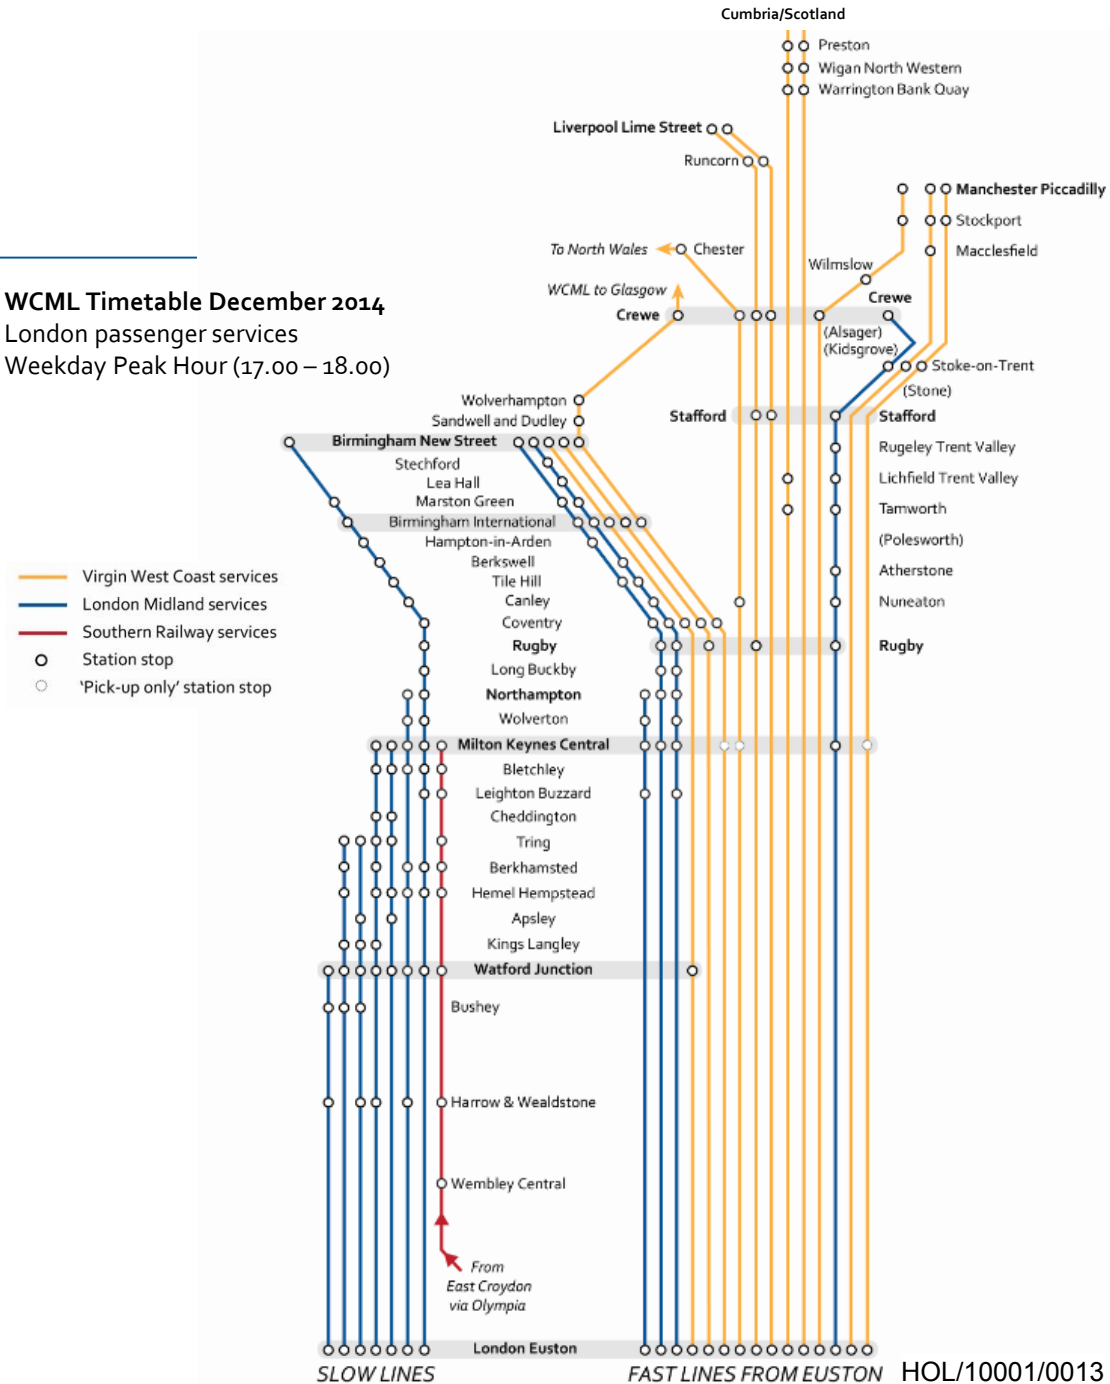 Cumbria/Scotland
Preston
Wigan North Western
Warrington Bank Quay
Liverpool Lime Street
Runcorn
Manchester Piccadilly
Stockport
To North Wales
Chester
Macclesfield
Wilmslow
WCML to Glasgow
Crewe
Crewe
WCML Timetable December 2014
London passenger services
Weekday Peak Hour (17.00 – 18.00)
(Alsager)
(Kidsgrove)
Stoke-on-Trent
(Stone)
Wolverhampton
Sandwell and Dudley
Stafford
Stafford
Birmingham New Street
Rugeley Trent Valley
Stechford
Lea Hall
Lichfield Trent Valley
Marston Green
Tamworth
Birmingham International
Hampton-in-Arden
(Polesworth)
Berkswell
Atherstone
Tile Hill
Canley
Nuneaton
Coventry
Rugby
Rugby
Virgin West Coast services
London Midland services
Southern Railway services
Station stop
'Pick-up only' station stop
Long Buckby
Northampton
Wolverton
Milton Keynes Central
Bletchley
Leighton Buzzard
Cheddington
Tring
Berkhamsted
Hemel Hempstead
Apsley
Kings Langley
Watford Junction
Bushey
Harrow & Wealdstone
Wembley Central
From
East Croydon
via Olympia
London Euston
SLOW LINES
FAST LINES FROM EUSTON
HOL/10001/0013